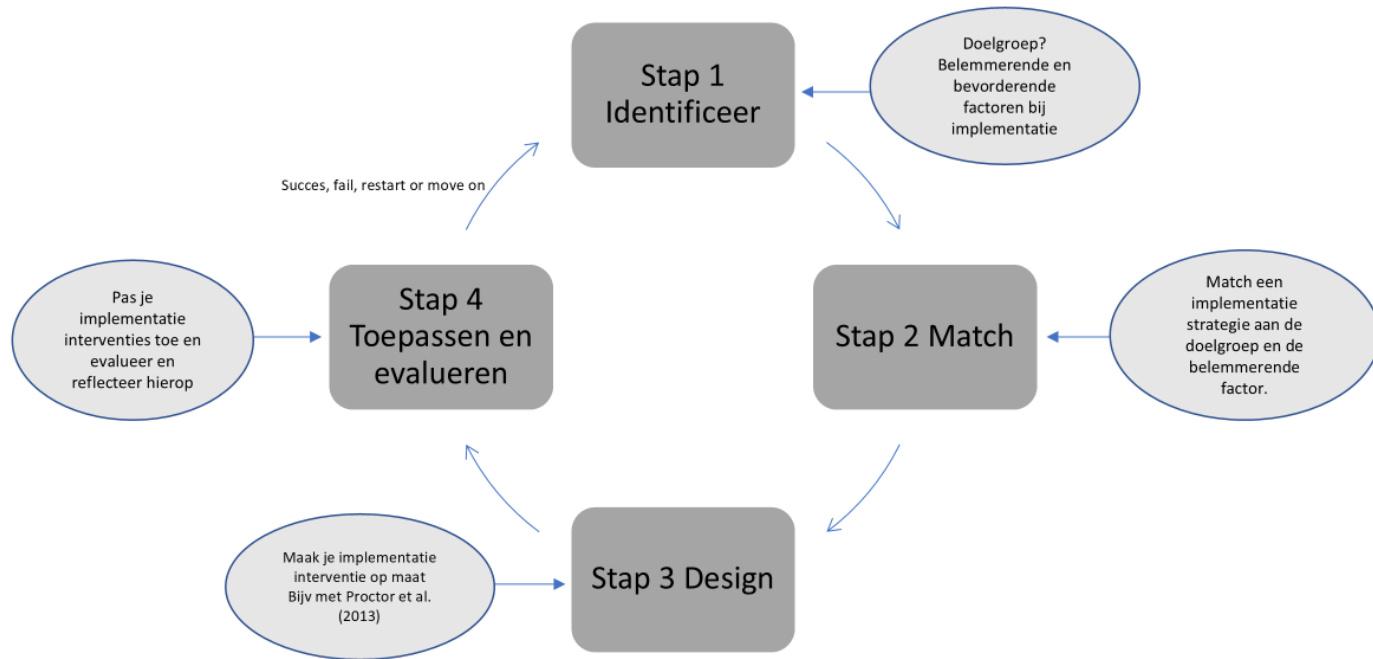 Stap 1
Identificeer
Doelgroep?
Belemmerende en
bevorderende
factoren bij
implementatie
Succes, fail, restart or move on
Pas je
implementatie
interventies toe en
evalueer en
reflecteer hierop
Stap 4
Toepassen en
evalueren
Stap 2 Match
Match een
implementatie
strategie aan de
doelgroep en de
belemmerende
factor.
Maak je implementatie
interventie op maat
Bijv met Proctor et al.
(2013)
Stap 3 Design